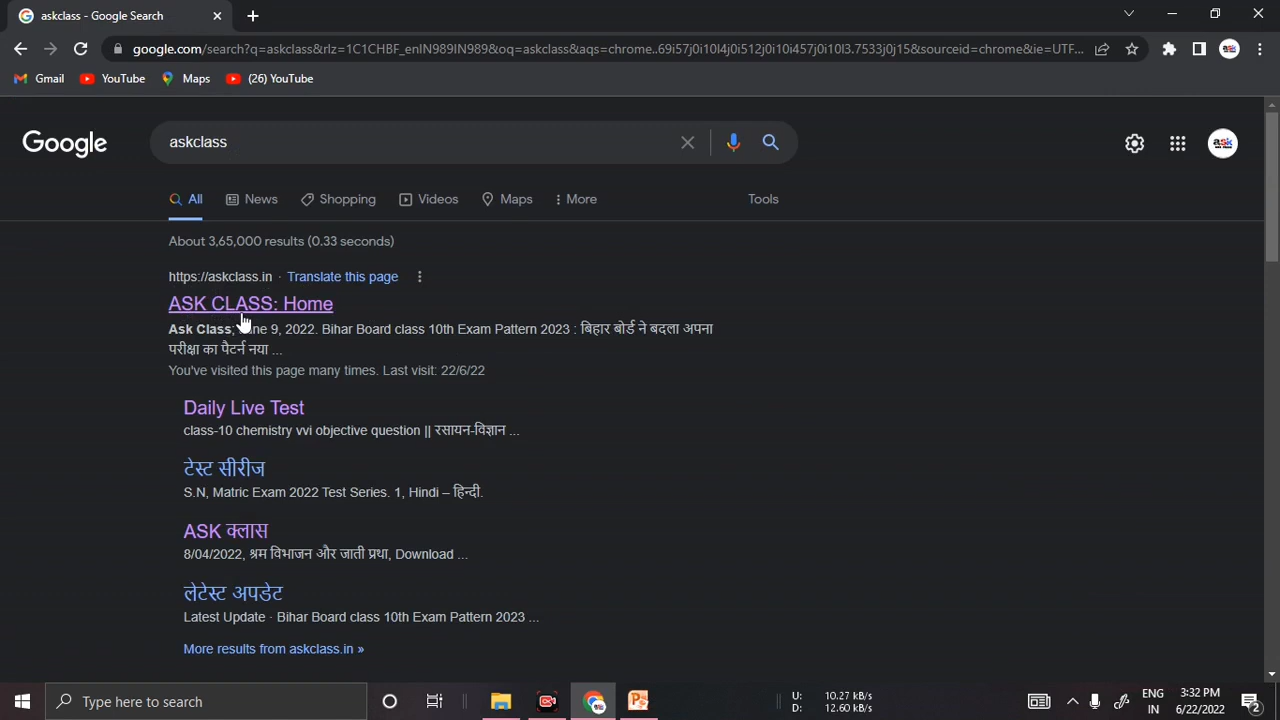 askclass - Google Search
google.com/search?q=askclass&rlz=1C1CHBF_enIN989IN989&oq=askclass&aqs=chrome..69i57j0i10l4j0i512j0i10i457j0i10l3.7533j0j15&sourceid=chrome&ie=UTF...
Gmail YouTube Maps (26) YouTube
Google askclass
All News Shopping Videos Maps More Tools
About 3,65,000 results (0.33 seconds)
https://askclass.in · Translate this page
ASK CLASS: Home
Ask Class; June 9, 2022. Bihar Board class 10th Exam Pattern 2023 : बिहार बोर्ड ने बदला अपना
परीक्षा का पैटर्न नया ...
You've visited this page many times. Last visit: 22/6/22
Daily Live Test
class-10 chemistry vvi objective question || रसायन-विज्ञान ...
टेस्ट सीरीज
S.N, Matric Exam 2022 Test Series. 1, Hindi – हिन्दी.
ASK क्लास
8/04/2022, श्रम विभाजन और जाती प्रथा, Download ...
लेटेस्ट अपडेट
Latest Update · Bihar Board class 10th Exam Pattern 2023 ...
More results from askclass.in »
Type here to search
U: 10.27 kB/s
D: 12.60 kB/s
ENG 3:32 PM
IN 6/22/2022 2